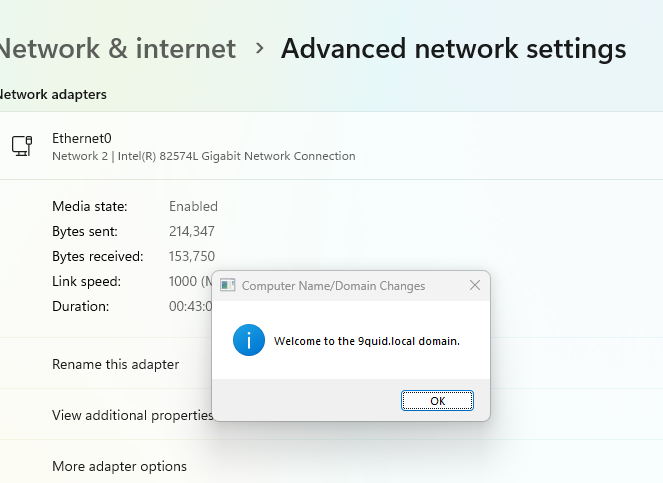 Network & internet > Advanced network settings
Network adapters
Ethernet0
Network 2 | Intel(R) 82574L Gigabit Network Connection
Media state: Enabled
Bytes sent: 214,347
Bytes received: 153,750
Link speed: 1000 (M
Duration: 00:43:0
Computer Name/Domain Changes
Welcome to the 9quid.local domain.
OK
Rename this adapter
View additional properties
More adapter options